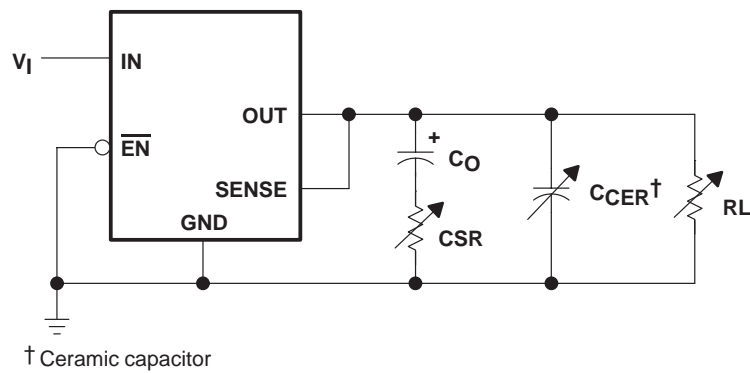 VI
IN
OUT
EN
+
CO
SENSE
CCER†
RL
GND
CSR
† Ceramic capacitor